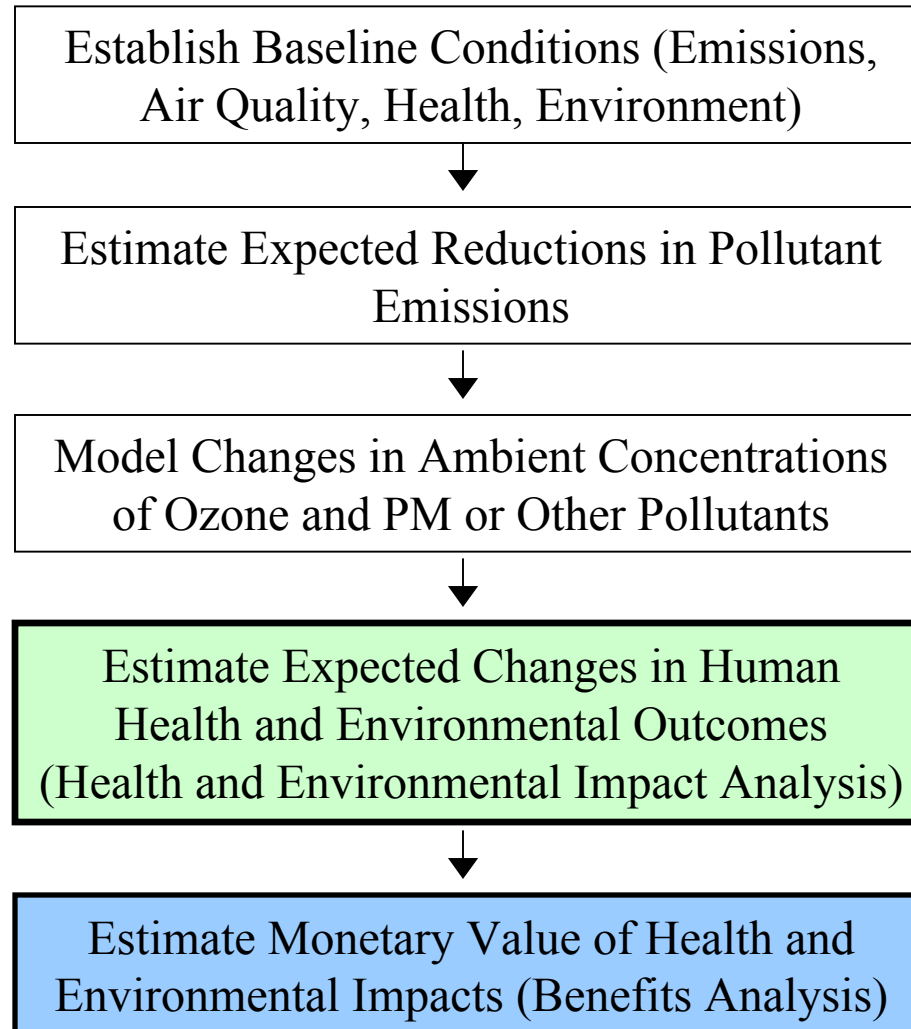 Establish Baseline Conditions (Emissions,
Air Quality, Health, Environment)
Estimate Expected Reductions in Pollutant
Emissions
Model Changes in Ambient Concentrations
of Ozone and PM or Other Pollutants
Estimate Expected Changes in Human
Health and Environmental Outcomes
(Health and Environmental Impact Analysis)
Estimate Monetary Value of Health and
Environmental Impacts (Benefits Analysis)